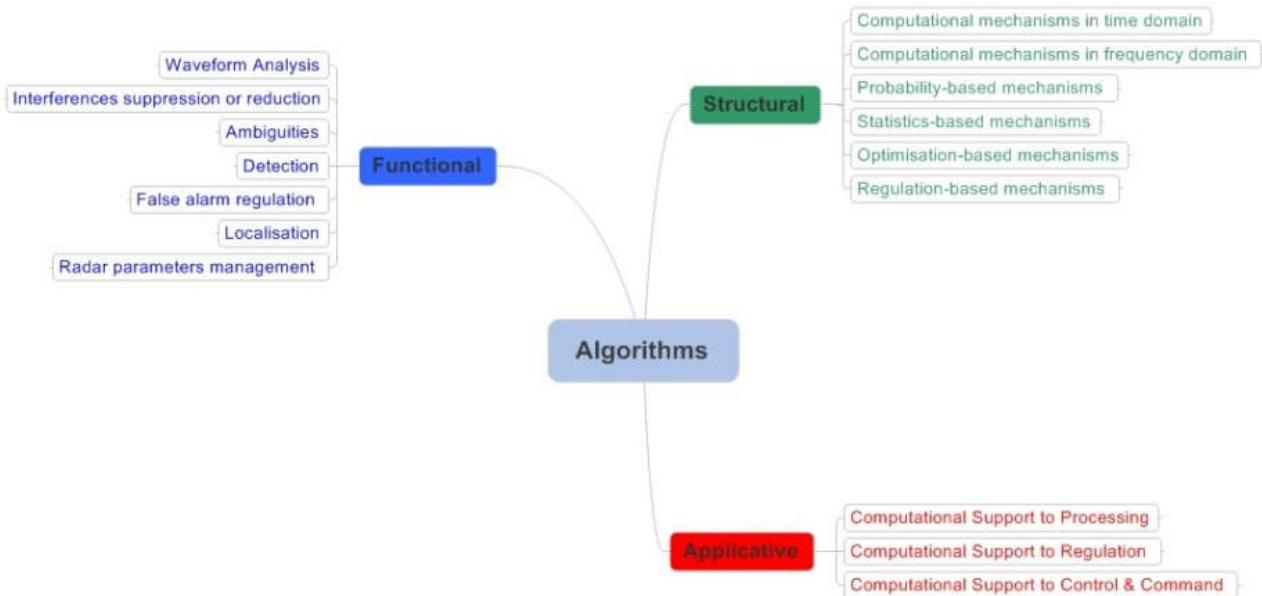 Waveform Analysis
Interferences suppression or reduction
Ambiguities
Detection
False alarm regulation
Localisation
Radar parameters management
Functional
Structural
Computational mechanisms in time domain
Computational mechanisms in frequency domain
Probability-based mechanisms
Statistics-based mechanisms
Optimisation-based mechanisms
Regulation-based mechanisms
Algorithms
Applicative
Computational Support to Processing
Computational Support to Regulation
Computational Support to Control & Command